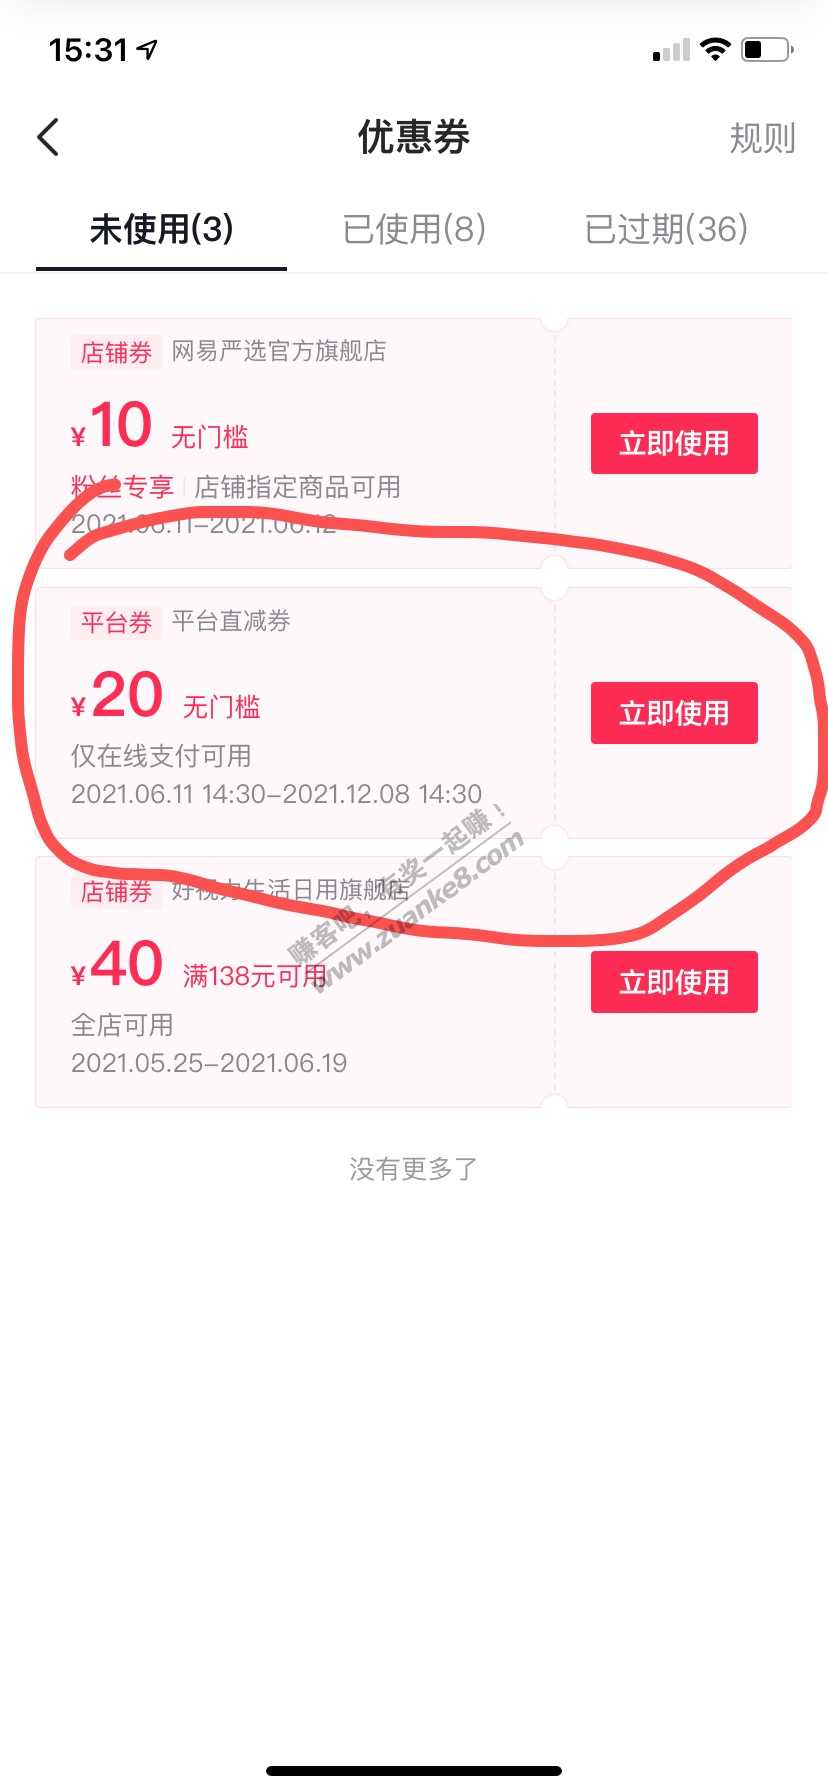 15:31
优惠券
规则
未使用(3)
已使用(8)
已过期(36)
店铺券 网易严选官方旗舰店
¥10 无门槛
立即使用
粉丝专享 店铺指定商品可用
2021.06.11-2021.06.12
平台券 平台直减券
¥20 无门槛
立即使用
仅在线支付可用
2021.06.11 14:30-2021.12.08 14:30
赚客吧,有奖一起赚!
www.zuanke8.com
店铺券 好视力生活日用旗舰店
¥40 满138元可用
立即使用
全店可用
2021.05.25-2021.06.19
没有更多了